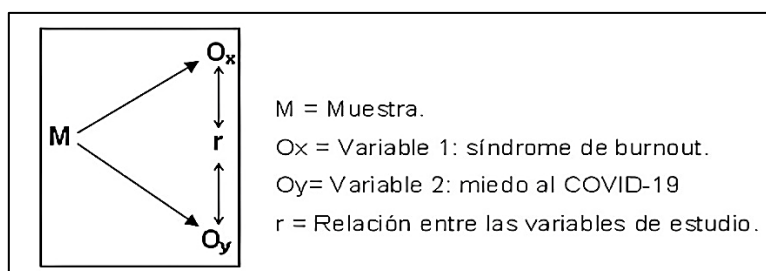 Ox
M
r
Oy
M = Muestra.
Ox = Variable 1: síndrome de burnout.
Oy= Variable 2: miedo al COVID-19
r = Relación entre las variables de estudio.